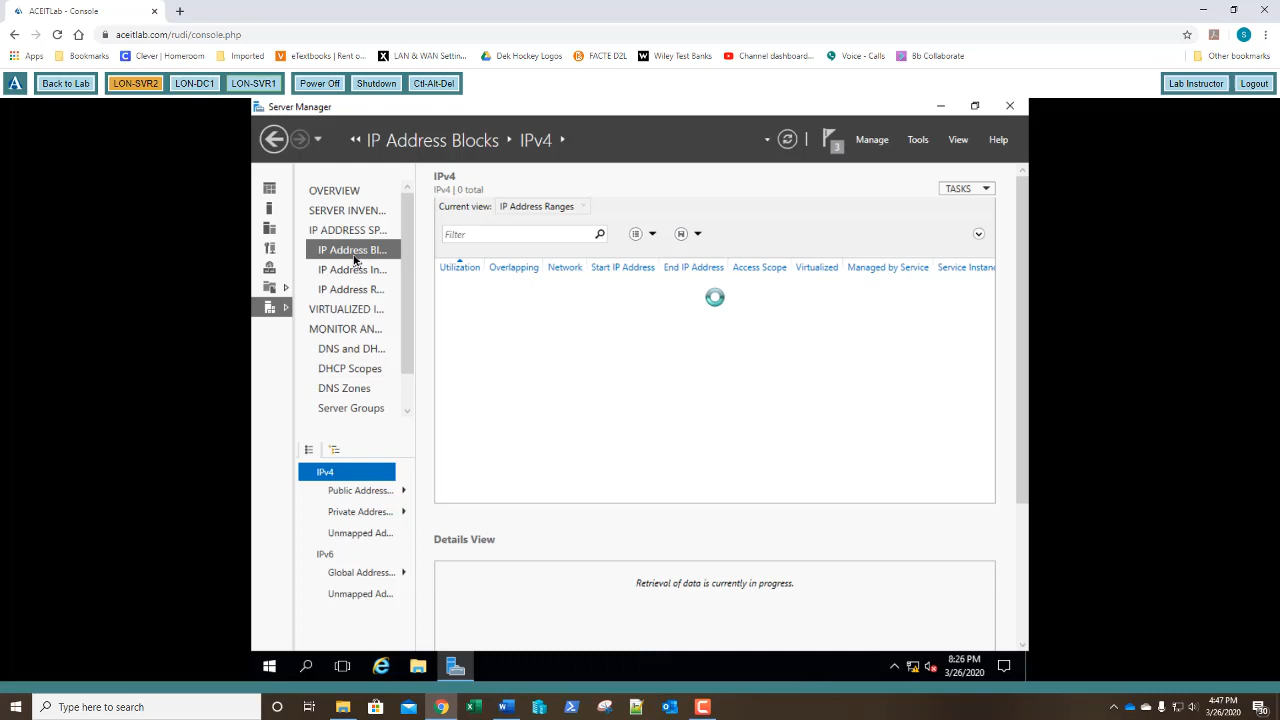 ACEITLab
aceitlab.com/rudi/console.php
Apps
Bookmarks
Clever | Homeroom
Imported
eTextbooks | Rent o...
LAN & WAN Settin...
Dek Hockey Logos
FACTE D2L
Wiley Test Banks
Channel dashboard...
Voice - Calls
Bb Collaborate
Other bookmarks
Back to Lab
LON-SVR2
LON-DC1
LON-SVR1
Power Off
Shutdown
Ctl-Alt-Del
Lab Instructor
Logout
Server Manager
IP Address Blocks
IPv4
3
Manage
Tools
View
Help
OVERVIEW
SERVER INVEN...
IP ADDRESS SP...
IP Address Bl...
IP Address In...
IP Address R...
VIRTUALIZED I...
MONITOR AN...
DNS and DH...
DHCP Scopes
DNS Zones
Server Groups
IPv4
Public Address...
Private Addres...
Unmapped Ad...
IPv6
Global Address...
Unmapped Ad...
IPv4
IPv4 | 0 total
TASKS
Current view: IP Address Ranges
Filter
Utilization Overlapping Network Start IP Address End IP Address Access Scope Virtualized Managed by Service Service Instanc
Details View
Retrieval of data is currently in progress.
8:26 PM
3/26/2020
Type here to search
4:47 PM
3/26/2020